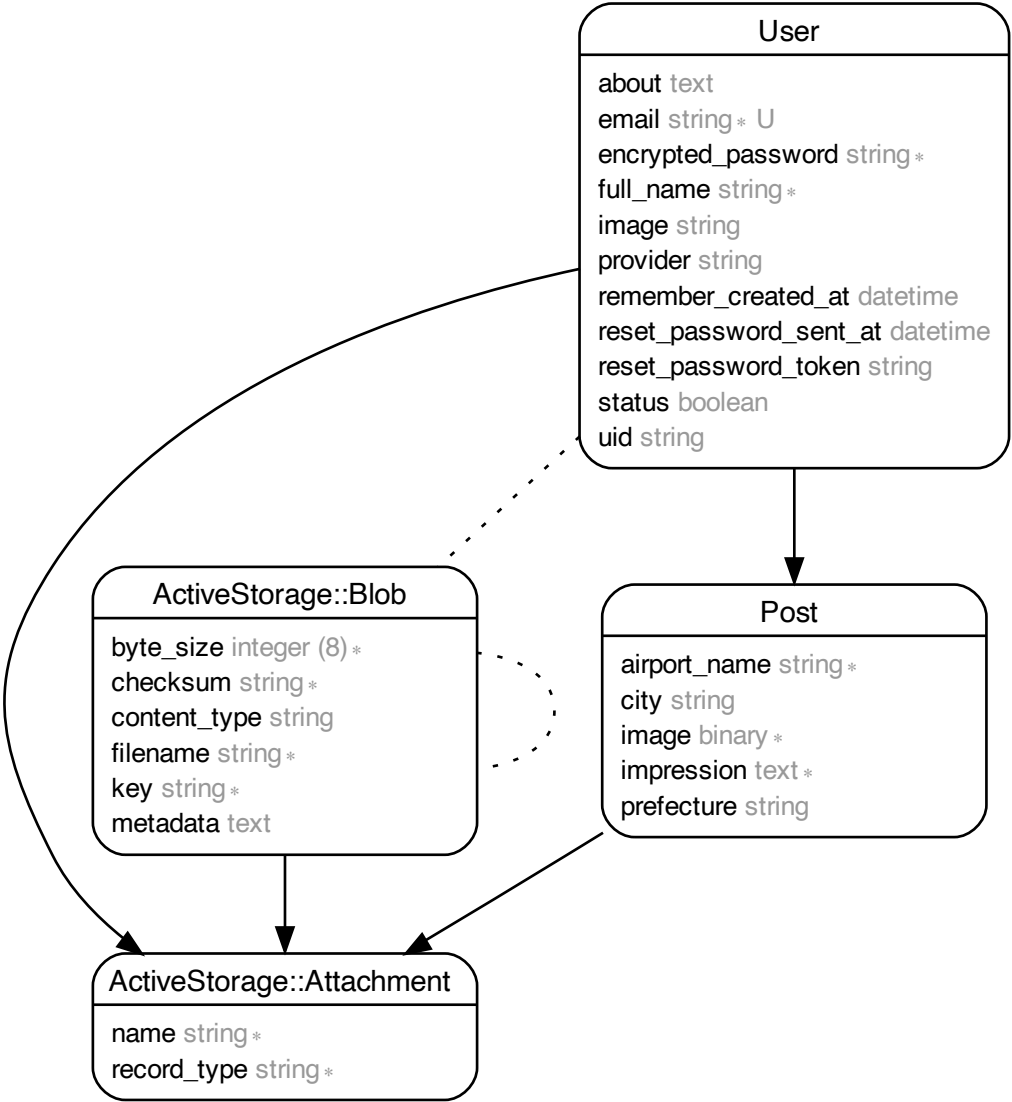 User
about text
email string * U
encrypted_password string *
full_name string *
image string
provider string
remember_created_at datetime
reset_password_sent_at datetime
reset_password_token string
status boolean
uid string
ActiveStorage::Blob
byte_size integer (8) *
checksum string *
content_type string
filename string *
key string *
metadata text
Post
airport_name string *
city string
image binary *
impression text *
prefecture string
ActiveStorage::Attachment
name string *
record_type string *